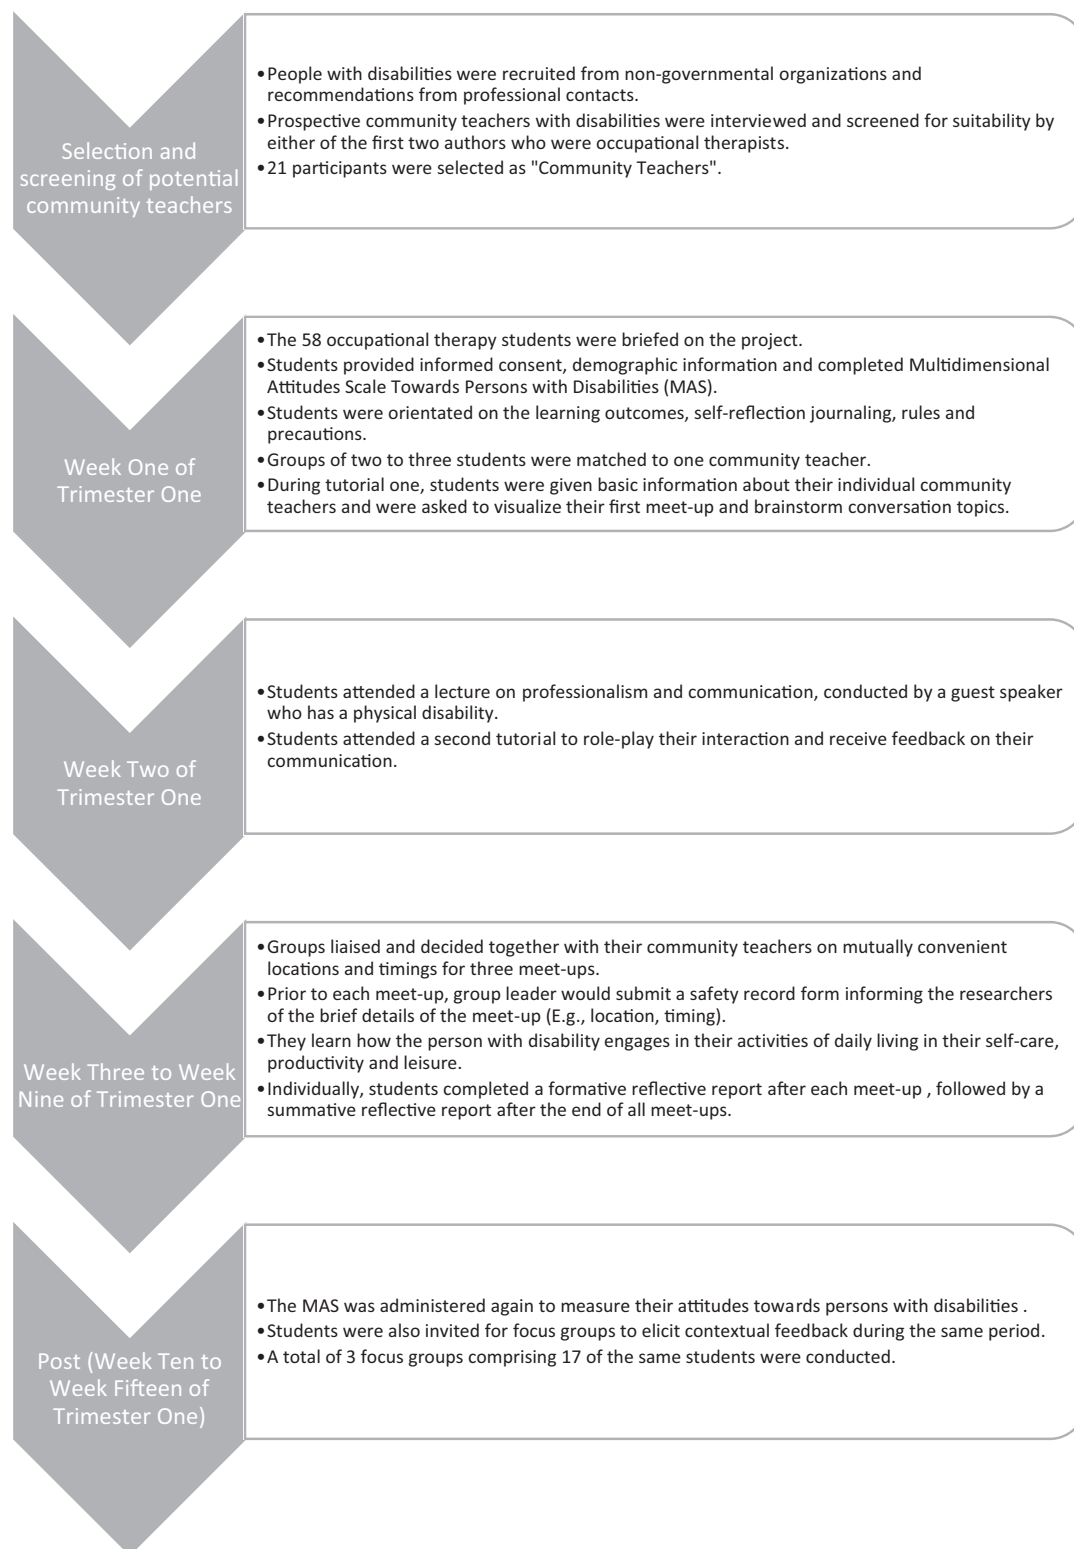 Selection and
screening of potential
community teachers
•People with disabilities were recruited from non-governmental organizations and
recommendations from professional contacts.
•Prospective community teachers with disabilities were interviewed and screened for suitability by
either of the first two authors who were occupational therapists.
•21 participants were selected as "Community Teachers".
Week One of
Trimester One
•The 58 occupational therapy students were briefed on the project.
•Students provided informed consent, demographic information and completed Multidimensional
Attitudes Scale Towards Persons with Disabilities (MAS).
•Students were orientated on the learning outcomes, self-reflection journaling, rules and
precautions.
•Groups of two to three students were matched to one community teacher.
•During tutorial one, students were given basic information about their individual community
teachers and were asked to visualize their first meet-up and brainstorm conversation topics.
Week Two of
Trimester One
•Students attended a lecture on professionalism and communication, conducted by a guest speaker
who has a physical disability.
•Students attended a second tutorial to role-play their interaction and receive feedback on their
communication.
Week Three to Week
Nine of Trimester One
•Groups liaised and decided together with their community teachers on mutually convenient
locations and timings for three meet-ups.
•Prior to each meet-up, group leader would submit a safety record form informing the researchers
of the brief details of the meet-up (E.g., location, timing).
•They learn how the person with disability engages in their activities of daily living in their self-care,
productivity and leisure.
•Individually, students completed a formative reflective report after each meet-up , followed by a
summative reflective report after the end of all meet-ups.
Post (Week Ten to
Week Fifteen of
Trimester One)
•The MAS was administered again to measure their attitudes towards persons with disabilities .
•Students were also invited for focus groups to elicit contextual feedback during the same period.
•A total of 3 focus groups comprising 17 of the same students were conducted.